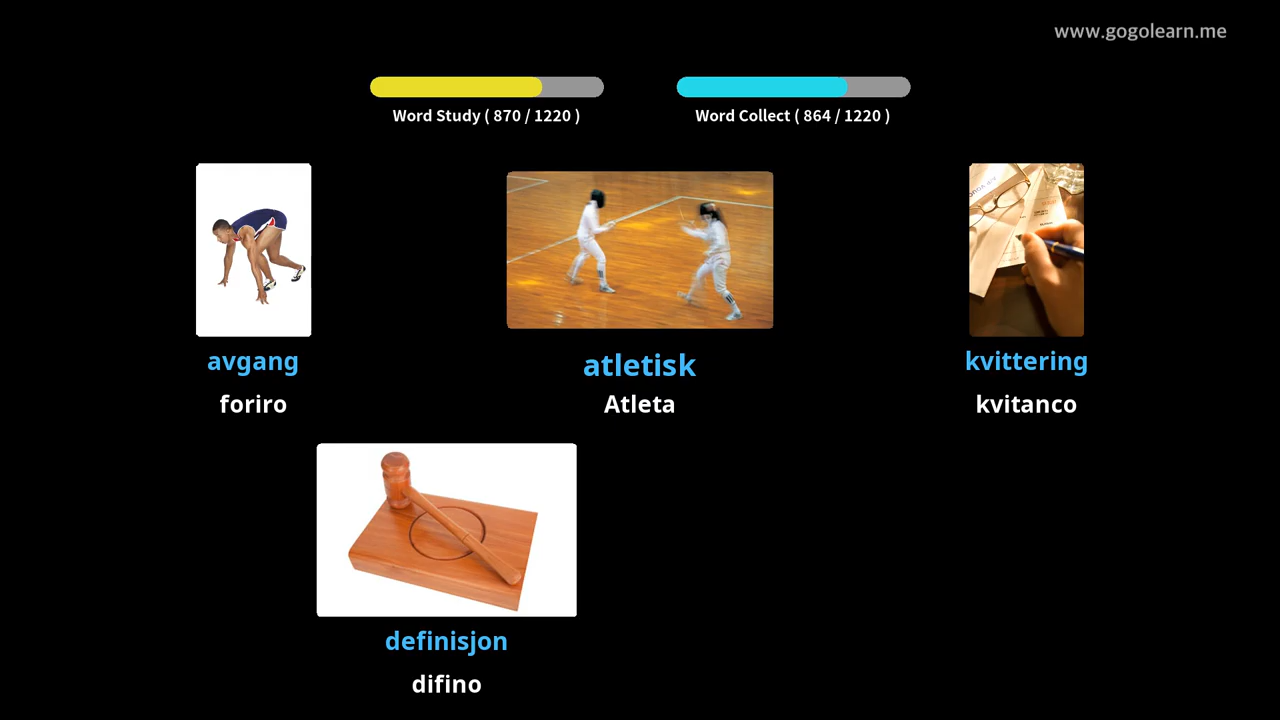 www.gogolearn.me
Word Study ( 870 / 1220 )
Word Collect ( 864 / 1220 )
avgang
atletisk
kvittering
foriro
Atleta
kvitanco
definisjon
difino